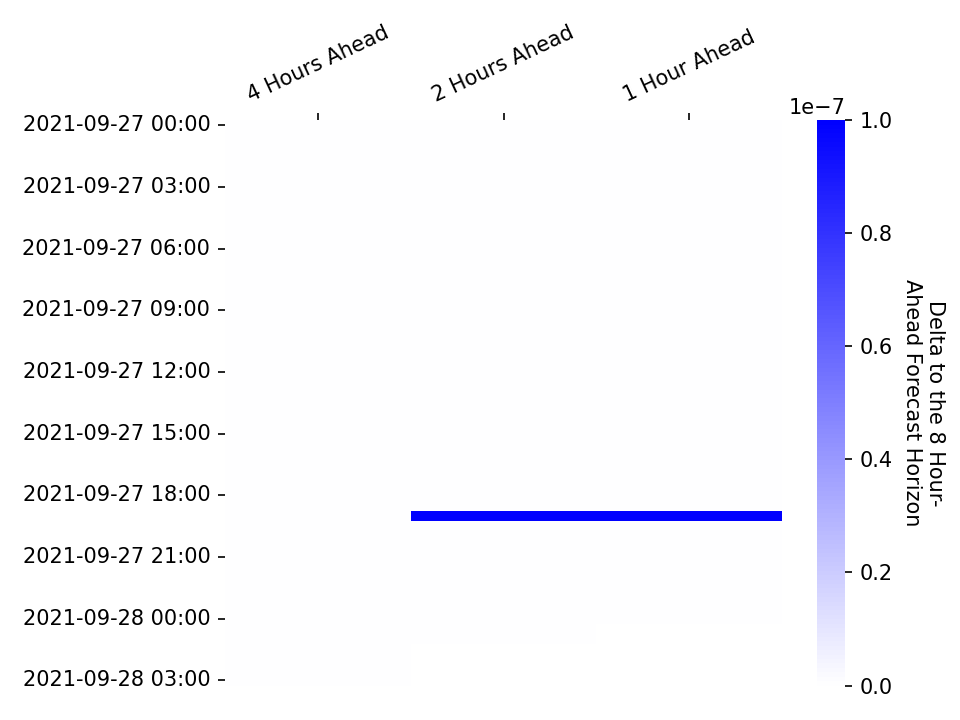 4 Hours Ahead
2 Hours Ahead
1 Hour Ahead
1e−7
2021-09-27 00:00
2021-09-27 03:00
2021-09-27 06:00
2021-09-27 09:00
2021-09-27 12:00
2021-09-27 15:00
2021-09-27 18:00
2021-09-27 21:00
2021-09-28 00:00
2021-09-28 03:00
1.0
0.8
0.6
0.4
0.2
0.0
Delta to the 8 Hour-
Ahead Forecast Horizon